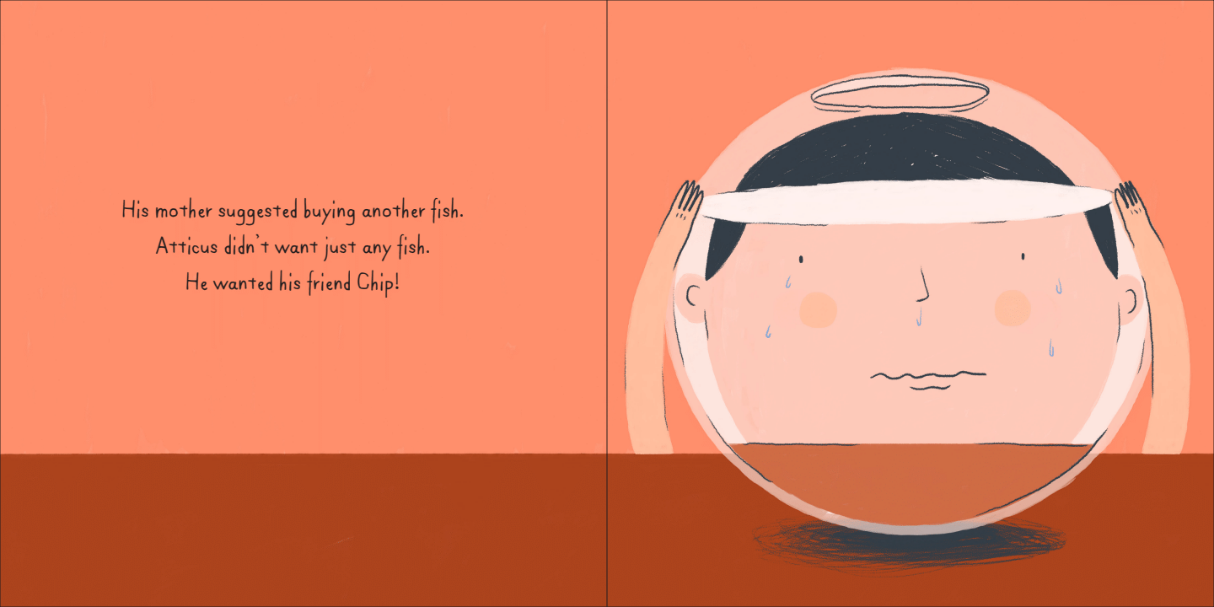 His mother suggested buying another fish.
Atticus didn't want just any fish.
He wanted his friend Chip!